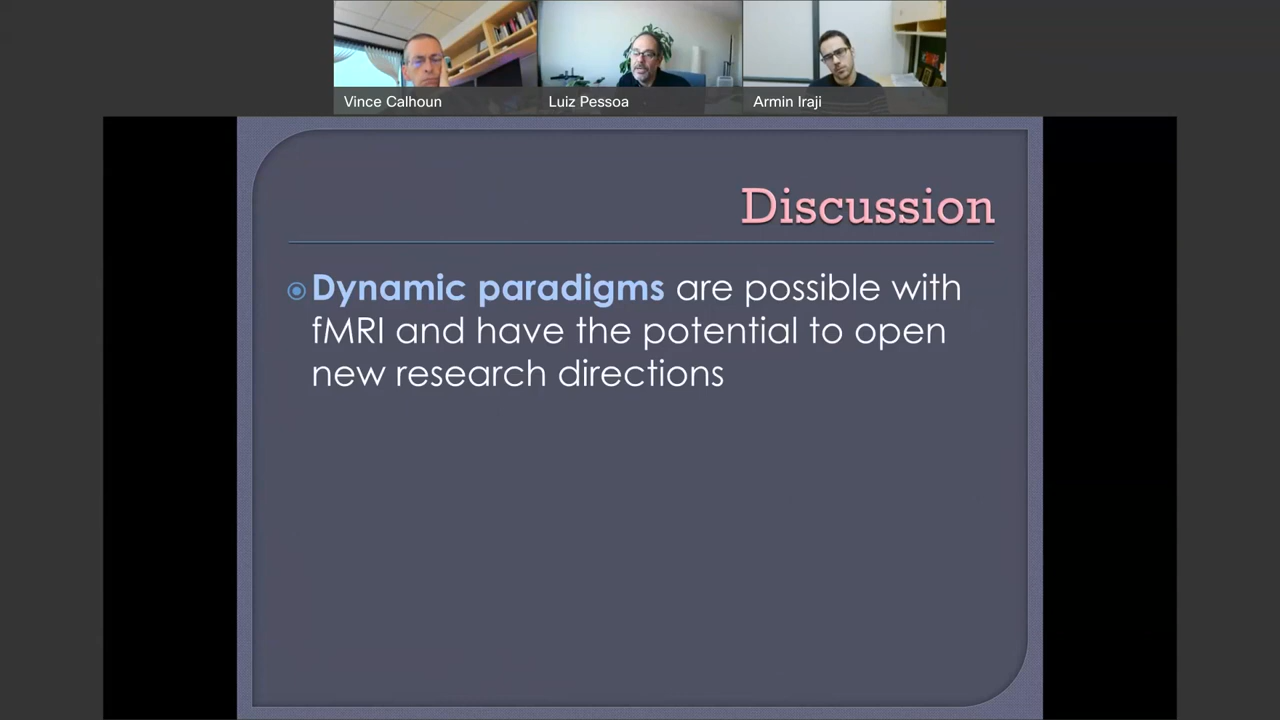 Vince Calhoun
Luiz Pessoa
Armin Iraji
Discussion
Dynamic paradigms are possible with
fMRI and have the potential to open
new research directions